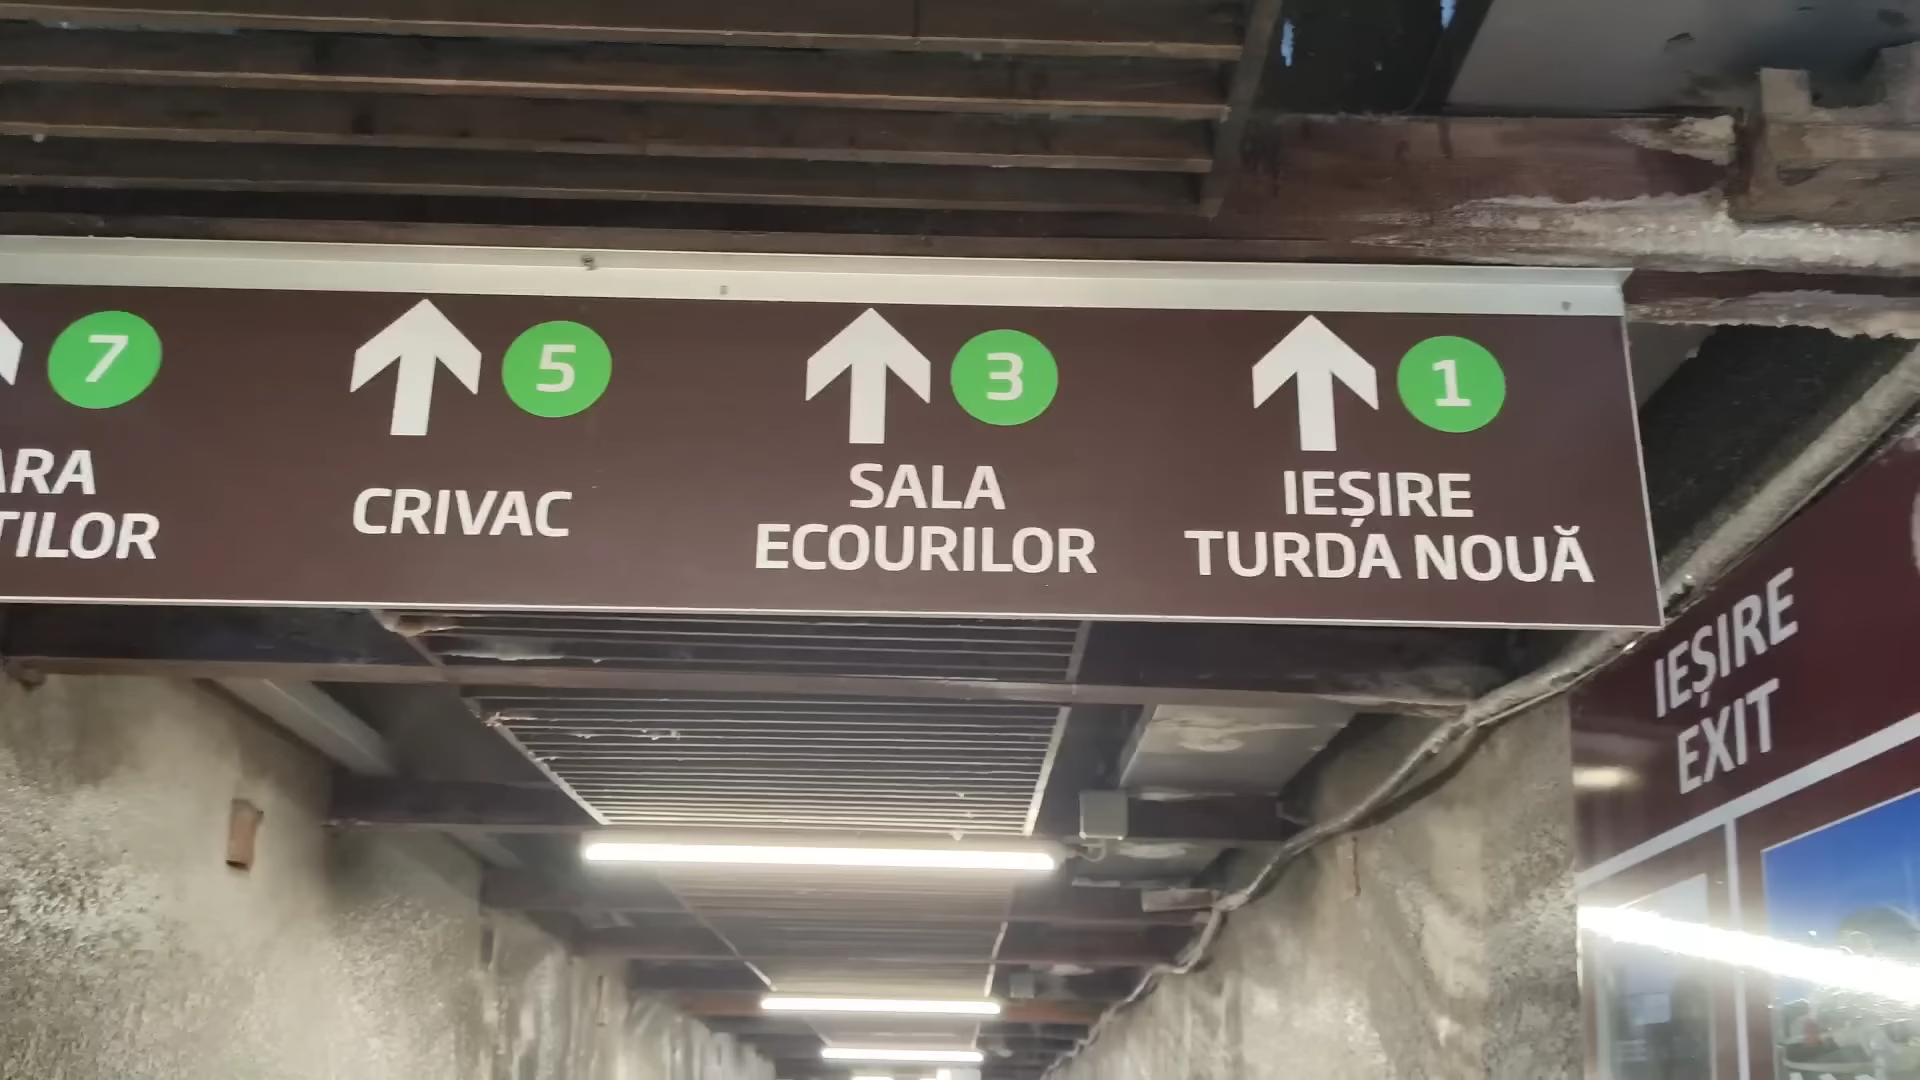 7
5
3
1
CRIVAC
SALA
ECOURILOR
IEȘIRE
TURDA NOUĂ
IEȘIRE
EXIT